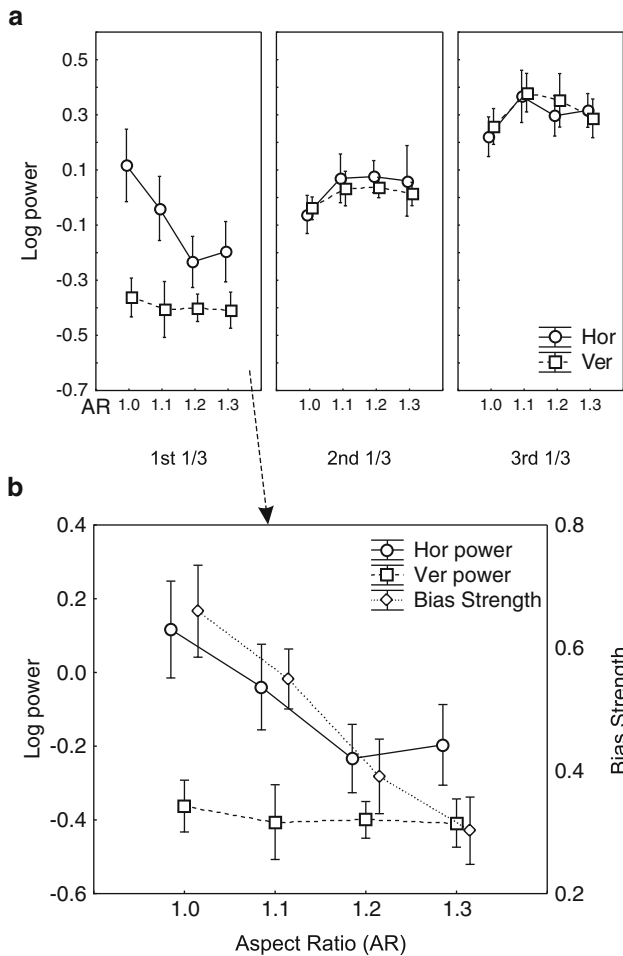 a
Log power
0.5
0.3
0.1
-0.1
-0.3
-0.5
-0.7
Hor
Ver
AR 1.0 1.1 1.2 1.3 1.0 1.1 1.2 1.3 1.0 1.1 1.2 1.3
1st 1/3 2nd 1/3 3rd 1/3
b
Log power
0.4
0.2
0.0
-0.2
-0.4
-0.6
Hor power
Ver power
Bias Strength
0.8
0.6
0.4
0.2
Bias Strength
1.0 1.1 1.2 1.3
Aspect Ratio (AR)